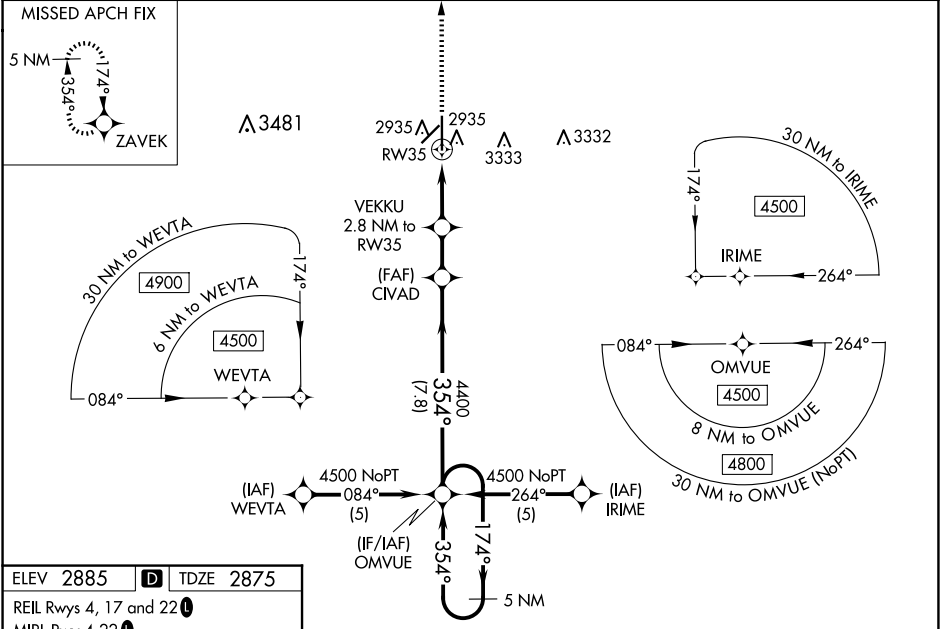 MISSED APCH FIX
5 NM
354°
174°
ZAVEK
3481
2935
2935
RW35
3333
3332
30 NM to IRIME
174°
4500
IRIME
264°
VEKKU
2.8 NM to
RW35
(FAF)
CIVAD
30 NM to WEVTA
4900
174°
6 NM to WEVTA
4500
WEVTA
084°
084°
264°
OMVUE
4500
8 NM to OMVUE
4800
30 NM to OMVUE (NoPT)
354°
(7.8)
4400
(IAF)
WEVTA
4500 NoPT
084°
(5)
4500 NoPT
264°
(5)
(IAF)
IRIME
(IF/IAF)
OMVUE
354°
174°
5 NM
ELEV 2885 D TDZE 2875
REIL Rwys 4, 17 and 22 L
MIRL Rwy 4-22 L